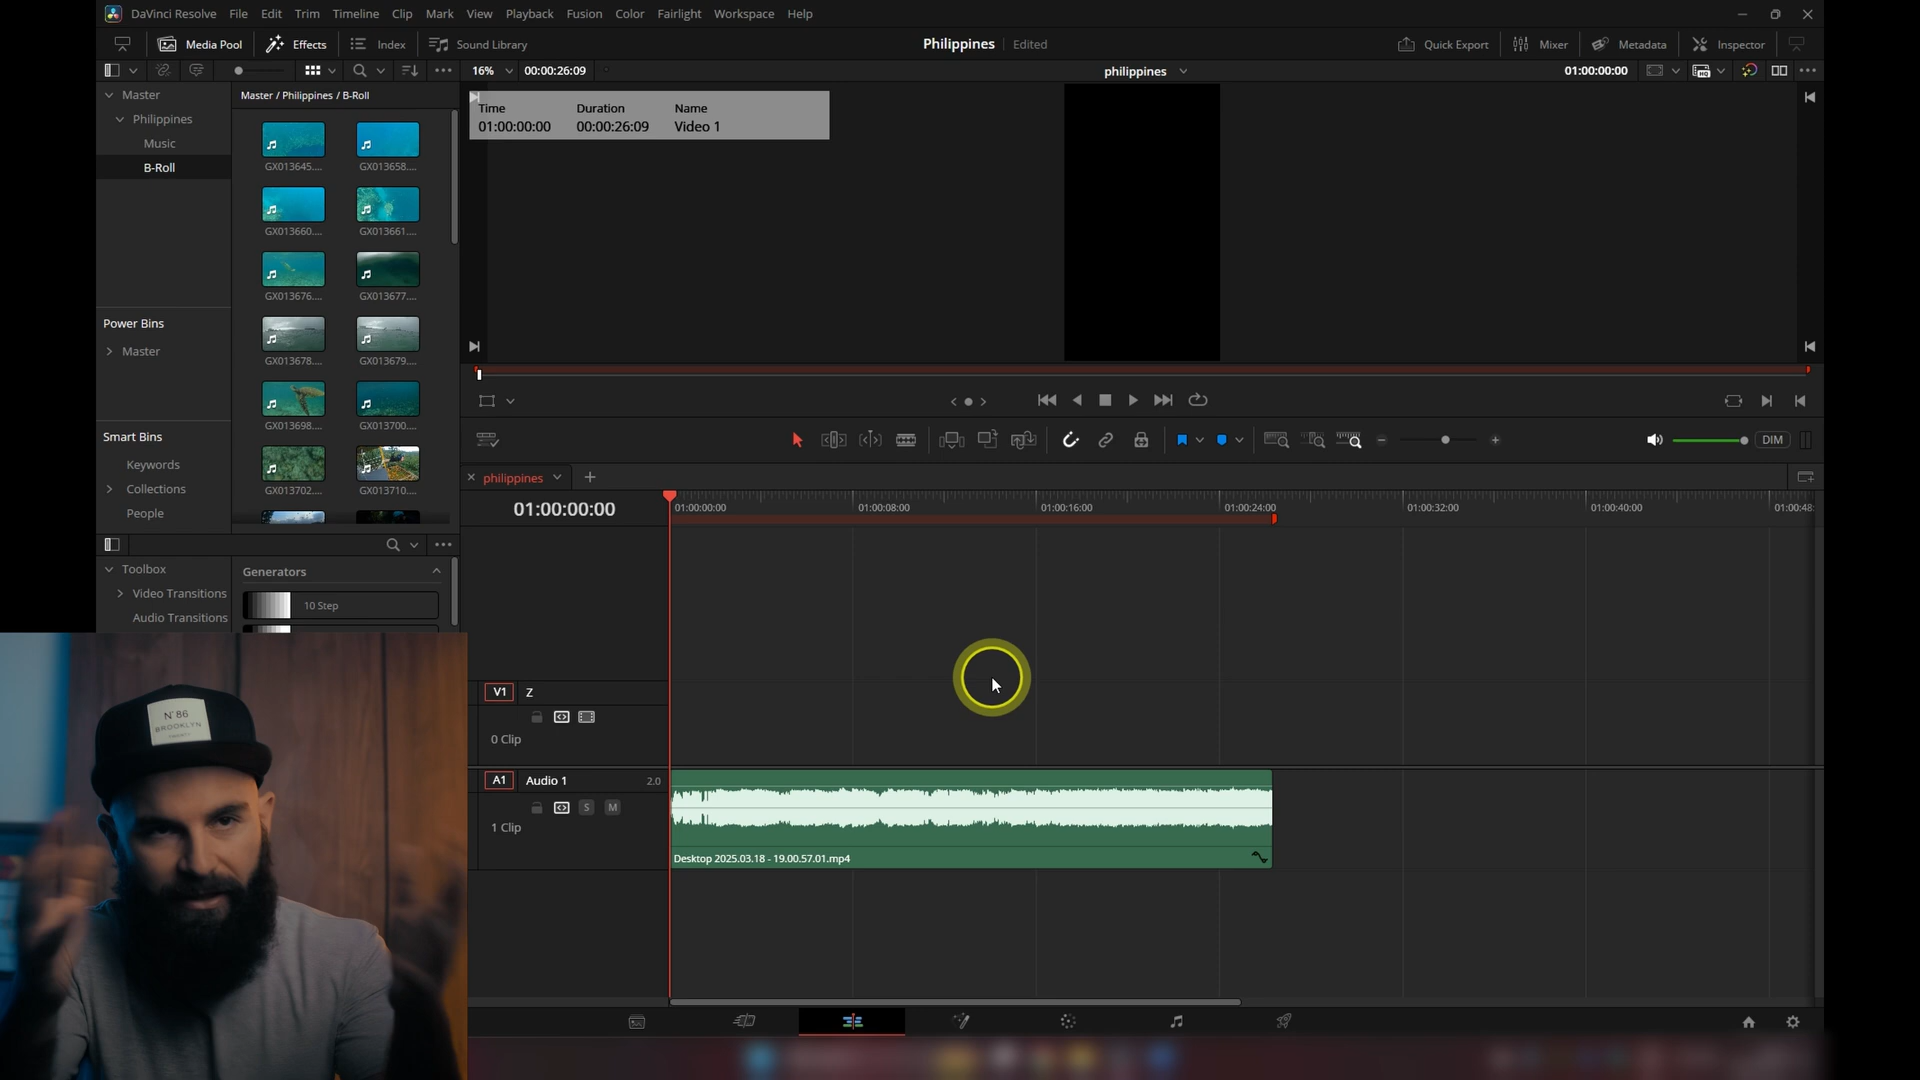 DaVinci Resolve File Edit Trim Timeline Clip Mark View Playback Fusion Color Fairlight Workspace Help
Media Pool Effects Index Sound Library Philippines Edited Quick Export Mixer Metadata Inspector
16% 00:00:26:09 philippines 01:00:00:00
Master
Philippines
Music
B-Roll
Master / Philippines / B-Roll
GX013645.... GX013658....
GX013660.... GX013661....
GX013676.... GX013677....
GX013678.... GX013679....
GX013698.... GX013700....
GX013702.... GX013710....
Power Bins
Master
Smart Bins
Keywords
Collections
People
Time Duration Name
01:00:00:00 00:00:26:09 Video 1
DIM
philippines
01:00:00:00
01:00:00:00 01:00:08:00 01:00:16:00 01:00:24:00 01:00:32:00 01:00:40:00 01:00:48:
Toolbox
Video Transitions
Audio Transitions
Generators
10 Step
V1 Z
0 Clip
A1 Audio 1 2.0
S M
1 Clip
Desktop 2025.03.18 - 19.00.57.01.mp4
N°86
BROOKLYN